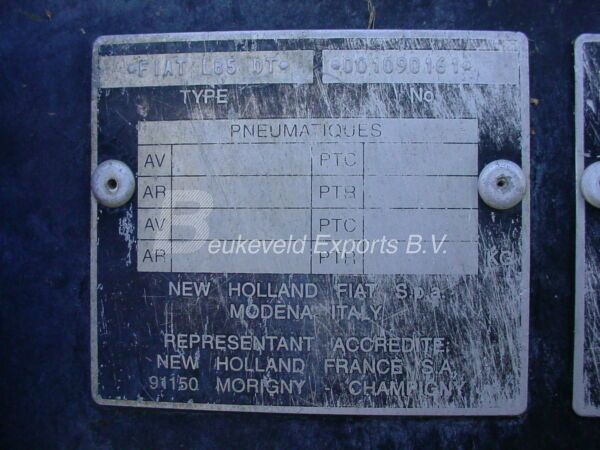 *FIAT L85 DT* *001090161*
TYPE No
PNEUMATIQUES
AV PTC
AR PTR
AV PTC
AR PTR KG
Beukeveld Exports B.V.
NEW HOLLAND FIAT S.p.a.
MODENA ITALY
REPRESENTANT ACCREDITE:
NEW HOLLAND FRANCE S.A.
91150 MORIGNY - CHAMPIGNY